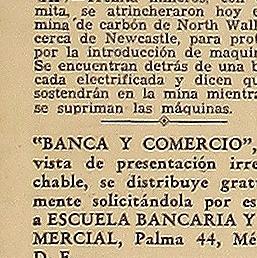 mita, se atrincheraron hoy e
mina de carbón de North Wall
cerca de Newcastle, para prot
por la introducción de maquin
Se encuentran detrás de una b
cada electrificada y dicen qu
sostendrán en la mina mientra
se supriman las máquinas.
"BANCA Y COMERCIO",
vista de presentación irre
chable, se distribuye grat
mente solicitándola por es
a ESCUELA BANCARIA Y
MERCIAL, Palma 44, Mé
D. F.